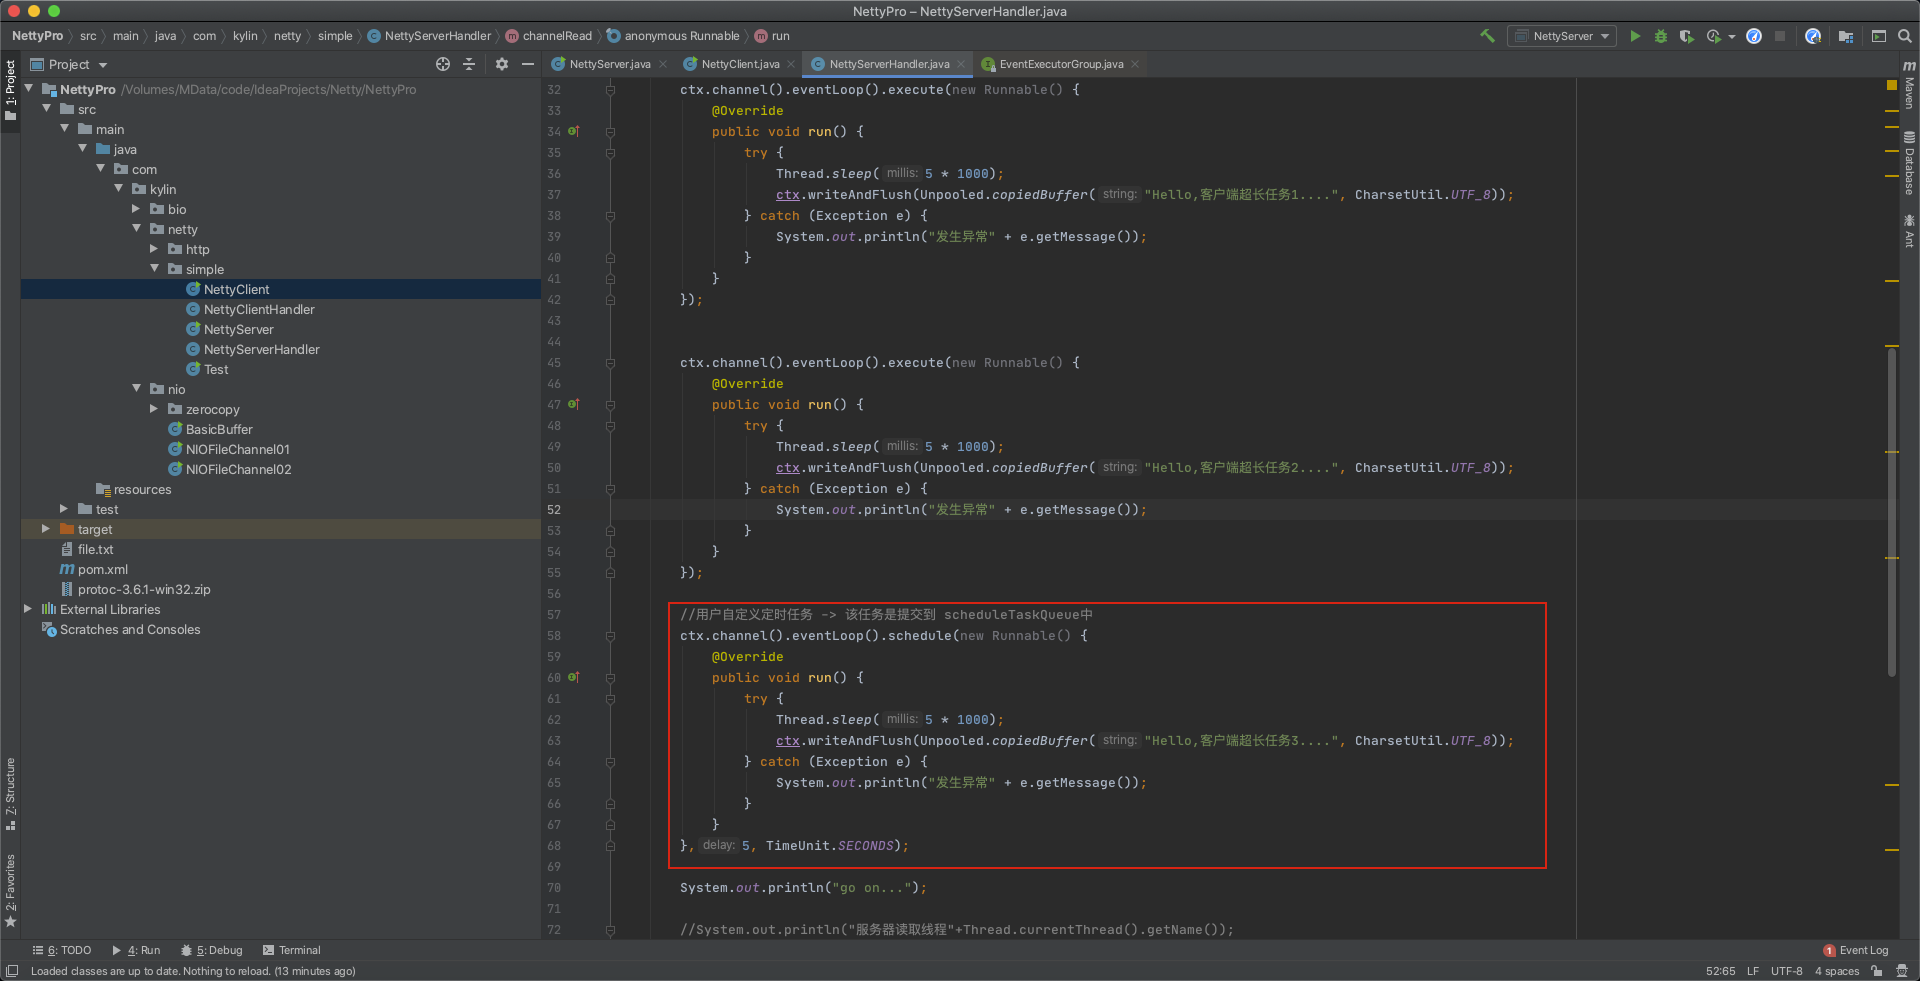 NettyPro – NettyServerHandler.java
NettyPro src main java com kylin netty simple NettyServerHandler channelRead anonymous Runnable run NettyServer
1: Project
Project
NettyServer.java NettyClient.java NettyServerHandler.java EventExecutorGroup.java
NettyPro /Volumes/MData/code/IdeaProjects/Netty/NettyPro
src
main
java
com
kylin
bio
netty
http
simple
NettyClient
NettyClientHandler
NettyServer
NettyServerHandler
Test
nio
zerocopy
BasicBuffer
NIOFileChannel01
NIOFileChannel02
resources
test
target
file.txt
pom.xml
protoc-3.6.1-win32.zip
External Libraries
Scratches and Consoles
Z: Structure
2: Favorites
32 ctx.channel().eventLoop().execute(new Runnable() {
33 @Override
34 public void run() {
35 try {
36 Thread.sleep( millis: 5 * 1000);
37 ctx.writeAndFlush(Unpooled.copiedBuffer( string: "Hello,客户端超长任务1....", CharsetUtil.UTF_8));
38 } catch (Exception e) {
39 System.out.println("发生异常" + e.getMessage());
40 }
41 }
42 });
43
44
45 ctx.channel().eventLoop().execute(new Runnable() {
46 @Override
47 public void run() {
48 try {
49 Thread.sleep( millis: 5 * 1000);
50 ctx.writeAndFlush(Unpooled.copiedBuffer( string: "Hello,客户端超长任务2....", CharsetUtil.UTF_8));
51 } catch (Exception e) {
52 System.out.println("发生异常" + e.getMessage());
53 }
54 }
55 });
56
57 //用户自定义定时任务 -> 该任务是提交到 scheduleTaskQueue中
58 ctx.channel().eventLoop().schedule(new Runnable() {
59 @Override
60 public void run() {
61 try {
62 Thread.sleep( millis: 5 * 1000);
63 ctx.writeAndFlush(Unpooled.copiedBuffer( string: "Hello,客户端超长任务3....", CharsetUtil.UTF_8));
64 } catch (Exception e) {
65 System.out.println("发生异常" + e.getMessage());
66 }
67 }
68 }, delay: 5, TimeUnit.SECONDS);
69
70 System.out.println("go on...");
71
72 //System.out.println("服务器读取线程"+Thread.currentThread().getName());
Maven
Database
Ant
6: TODO 4: Run 5: Debug Terminal 1 Event Log
Loaded classes are up to date. Nothing to reload. (13 minutes ago) 52:65 LF UTF-8 4 spaces